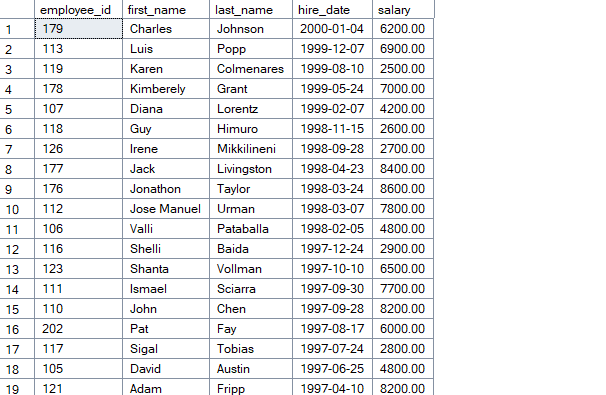 employee_id first_name last_name hire_date salary
1 179 Charles Johnson 2000-01-04 6200.00
2 113 Luis Popp 1999-12-07 6900.00
3 119 Karen Colmenares 1999-08-10 2500.00
4 178 Kimberely Grant 1999-05-24 7000.00
5 107 Diana Lorentz 1999-02-07 4200.00
6 118 Guy Himuro 1998-11-15 2600.00
7 126 Irene Mikkilineni 1998-09-28 2700.00
8 177 Jack Livingston 1998-04-23 8400.00
9 176 Jonathon Taylor 1998-03-24 8600.00
10 112 Jose Manuel Urman 1998-03-07 7800.00
11 106 Valli Pataballa 1998-02-05 4800.00
12 116 Shelli Baida 1997-12-24 2900.00
13 123 Shanta Vollman 1997-10-10 6500.00
14 111 Ismael Sciarra 1997-09-30 7700.00
15 110 John Chen 1997-09-28 8200.00
16 202 Pat Fay 1997-08-17 6000.00
17 117 Sigal Tobias 1997-07-24 2800.00
18 105 David Austin 1997-06-25 4800.00
19 121 Adam Fripp 1997-04-10 8200.00